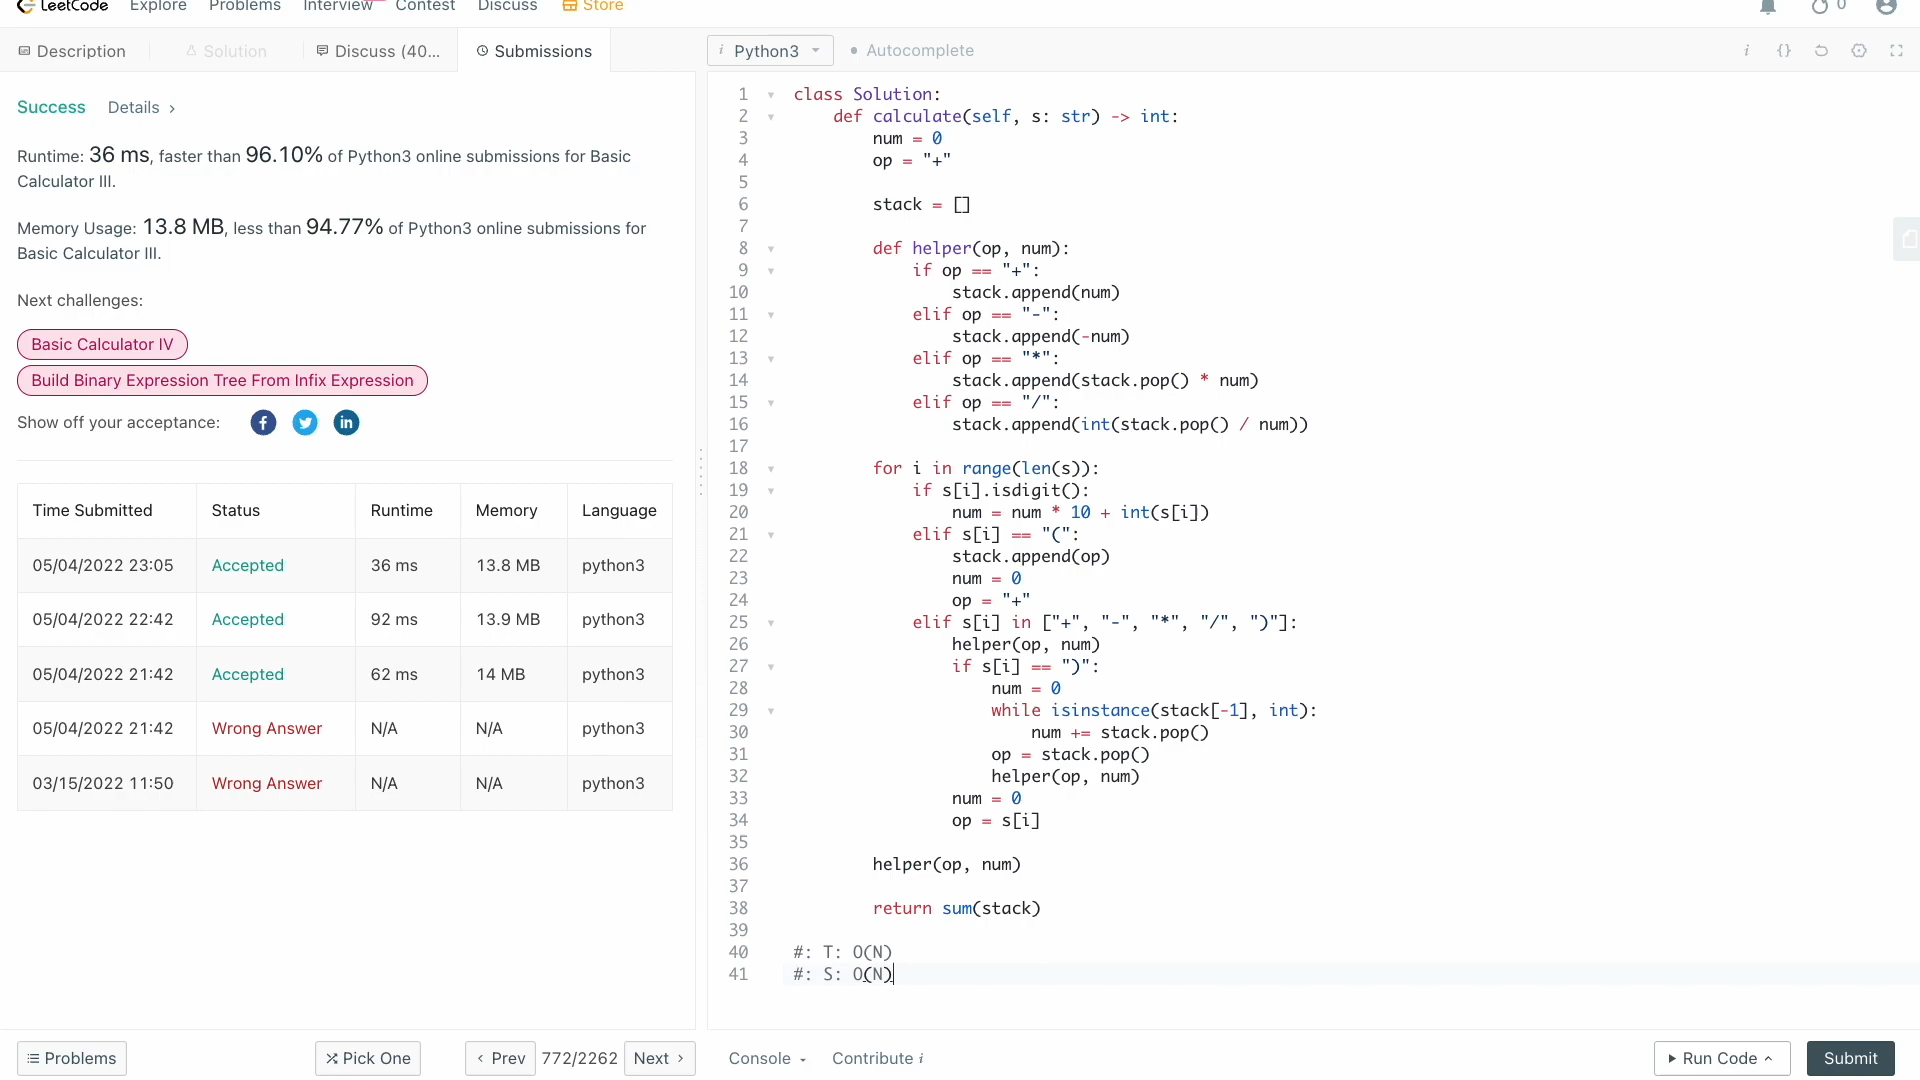 LeetCode Explore Problems Interview Contest Discuss Store 0
Description Solution Discuss (40... Submissions Python3 Autocomplete i {}
Success Details >
Runtime: 36 ms, faster than 96.10% of Python3 online submissions for Basic
Calculator III.
Memory Usage: 13.8 MB, less than 94.77% of Python3 online submissions for
Basic Calculator III.
Next challenges:
Basic Calculator IV
Build Binary Expression Tree From Infix Expression
Show off your acceptance:
Time Submitted Status Runtime Memory Language
05/04/2022 23:05 Accepted 36 ms 13.8 MB python3
05/04/2022 22:42 Accepted 92 ms 13.9 MB python3
05/04/2022 21:42 Accepted 62 ms 14 MB python3
05/04/2022 21:42 Wrong Answer N/A N/A python3
03/15/2022 11:50 Wrong Answer N/A N/A python3
1 class Solution:
2 def calculate(self, s: str) -> int:
3 num = 0
4 op = "+"
5
6 stack = []
7
8 def helper(op, num):
9 if op == "+":
10 stack.append(num)
11 elif op == "-":
12 stack.append(-num)
13 elif op == "*":
14 stack.append(stack.pop() * num)
15 elif op == "/":
16 stack.append(int(stack.pop() / num))
17
18 for i in range(len(s)):
19 if s[i].isdigit():
20 num = num * 10 + int(s[i])
21 elif s[i] == "(":
22 stack.append(op)
23 num = 0
24 op = "+"
25 elif s[i] in ["+", "-", "*", "/", ")"]:
26 helper(op, num)
27 if s[i] == ")":
28 num = 0
29 while isinstance(stack[-1], int):
30 num += stack.pop()
31 op = stack.pop()
32 helper(op, num)
33 num = 0
34 op = s[i]
35
36 helper(op, num)
37
38 return sum(stack)
39
40 #: T: O(N)
41 #: S: O(N)
Problems Pick One < Prev 772/2262 Next > Console Contribute i Run Code Submit